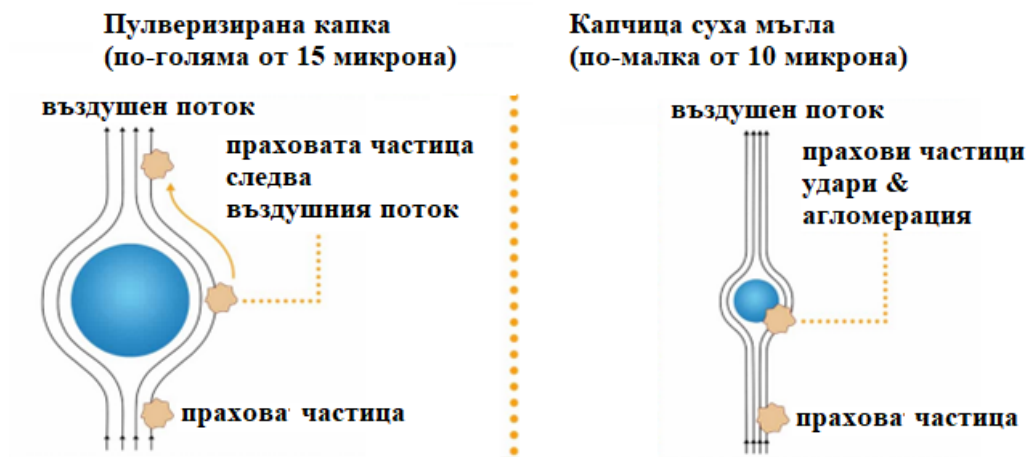 Пулверизирана капка
(по-голяма от 15 микрона)
въздушен поток
праховата частица
следва
въздушния поток
прахова частица
Капчица суха мъгла
(по-малка от 10 микрона)
въздушен поток
прахови частици
удари &
агломерация
прахова частица